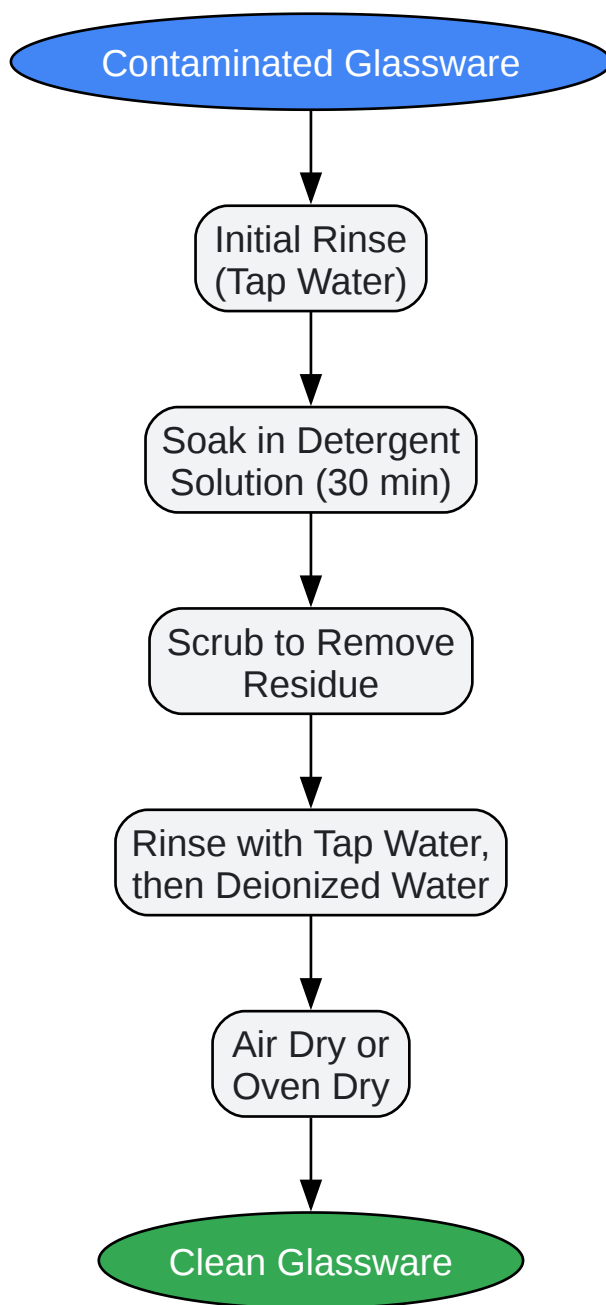 Contaminated Glassware
Initial Rinse
(Tap Water)
Soak in Detergent
Solution (30 min)
Scrub to Remove
Residue
Rinse with Tap Water,
then Deionized Water
Air Dry or
Oven Dry
Clean Glassware